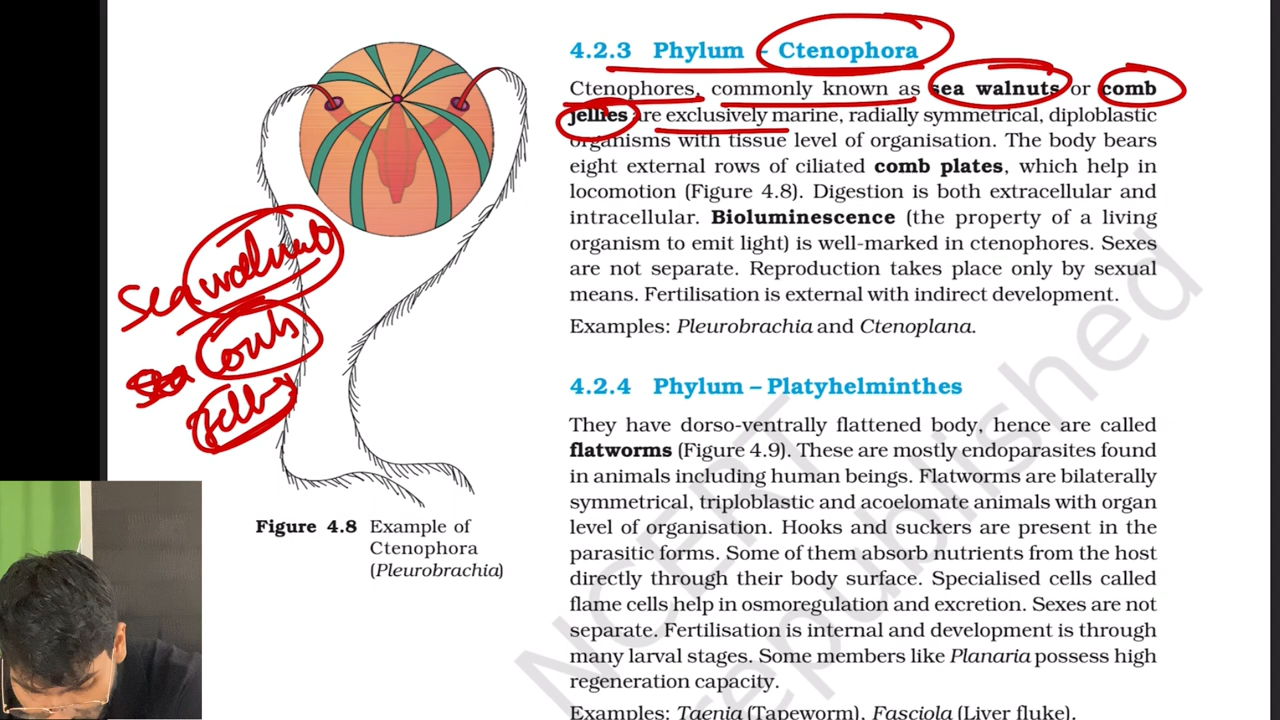 4.2.3 Phylum – Ctenophora
Ctenophores, commonly known as sea walnuts or comb
jellies are exclusively marine, radially symmetrical, diploblastic
organisms with tissue level of organisation. The body bears
eight external rows of ciliated comb plates, which help in
locomotion (Figure 4.8). Digestion is both extracellular and
intracellular. Bioluminescence (the property of a living
organism to emit light) is well-marked in ctenophores. Sexes
are not separate. Reproduction takes place only by sexual
means. Fertilisation is external with indirect development.
Examples: Pleurobrachia and Ctenoplana.
4.2.4 Phylum – Platyhelminthes
They have dorso-ventrally flattened body, hence are called
flatworms (Figure 4.9). These are mostly endoparasites found
in animals including human beings. Flatworms are bilaterally
symmetrical, triploblastic and acoelomate animals with organ
level of organisation. Hooks and suckers are present in the
parasitic forms. Some of them absorb nutrients from the host
directly through their body surface. Specialised cells called
flame cells help in osmoregulation and excretion. Sexes are not
separate. Fertilisation is internal and development is through
many larval stages. Some members like Planaria possess high
regeneration capacity.
Examples: Taenia (Tapeworm), Fasciola (Liver fluke).
Sea walnut
Sea Comb
Jelly
Figure 4.8 Example of
Ctenophora
(Pleurobrachia)
NCERT
republished